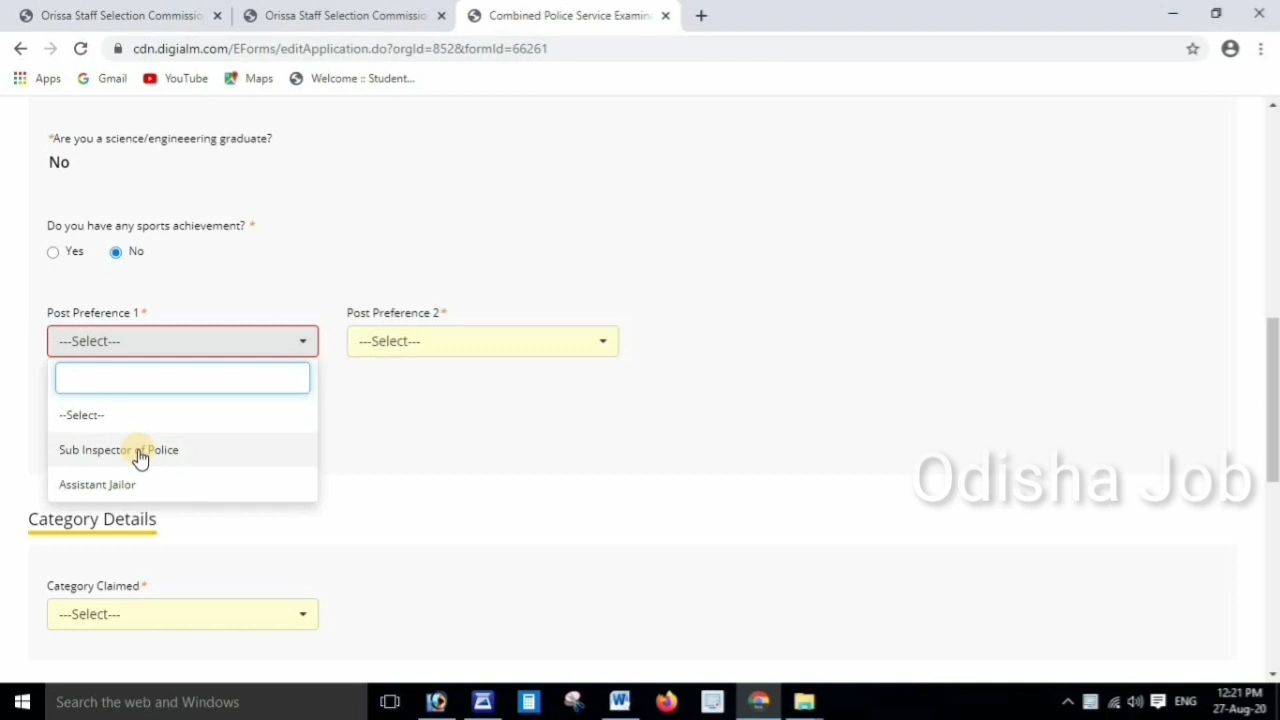 Orissa Staff Selection Commissio
Orissa Staff Selection Commissio
Combined Police Service Examin
cdn.digialm.com/EForms/editApplication.do?orgId=852&formId=66261
Apps
Gmail
YouTube
Maps
Welcome :: Student...
*Are you a science/engineeering graduate?
No
Do you have any sports achievement? *
Yes
No
Post Preference 1 *
Post Preference 2 *
---Select---
---Select---
--Select--
Sub Inspector of Police
Assistant Jailor
Odisha Job
Category Details
Category Claimed *
---Select---
Search the web and Windows
ENG
12:21 PM
27-Aug-20